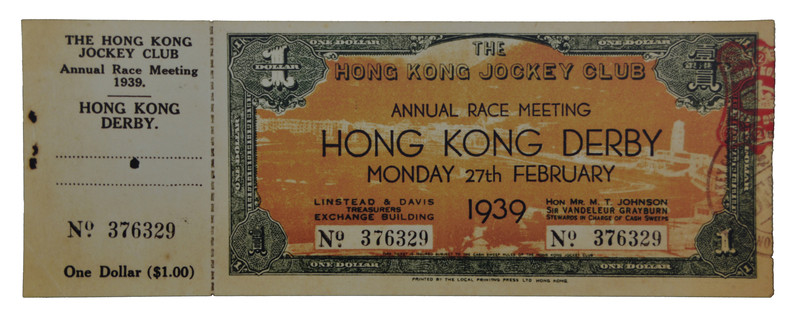 THE HONG KONG
JOCKEY CLUB
Annual Race Meeting
1939.
HONG KONG
DERBY.
Nº 376329
One Dollar ($1.00)
ONE DOLLAR
ONE DOLLAR
1
DOLLAR
THE
HONG KONG JOCKEY CLUB
ANNUAL RACE MEETING
HONG KONG DERBY
MONDAY 27th FEBRUARY
1939
LINSTEAD & DAVIS
TREASURERS
EXCHANGE BUILDING
HON MR. M. T. JOHNSON
SIR VANDELEUR GRAYBURN
STEWARDS IN CHARGE OF CASH SWEEPS
Nº 376329
Nº 376329
壹
壹
1
ONE DOLLAR
ONE DOLLAR
PRINTED BY THE LOCAL PRINTING PRESS LTD HONG KONG.